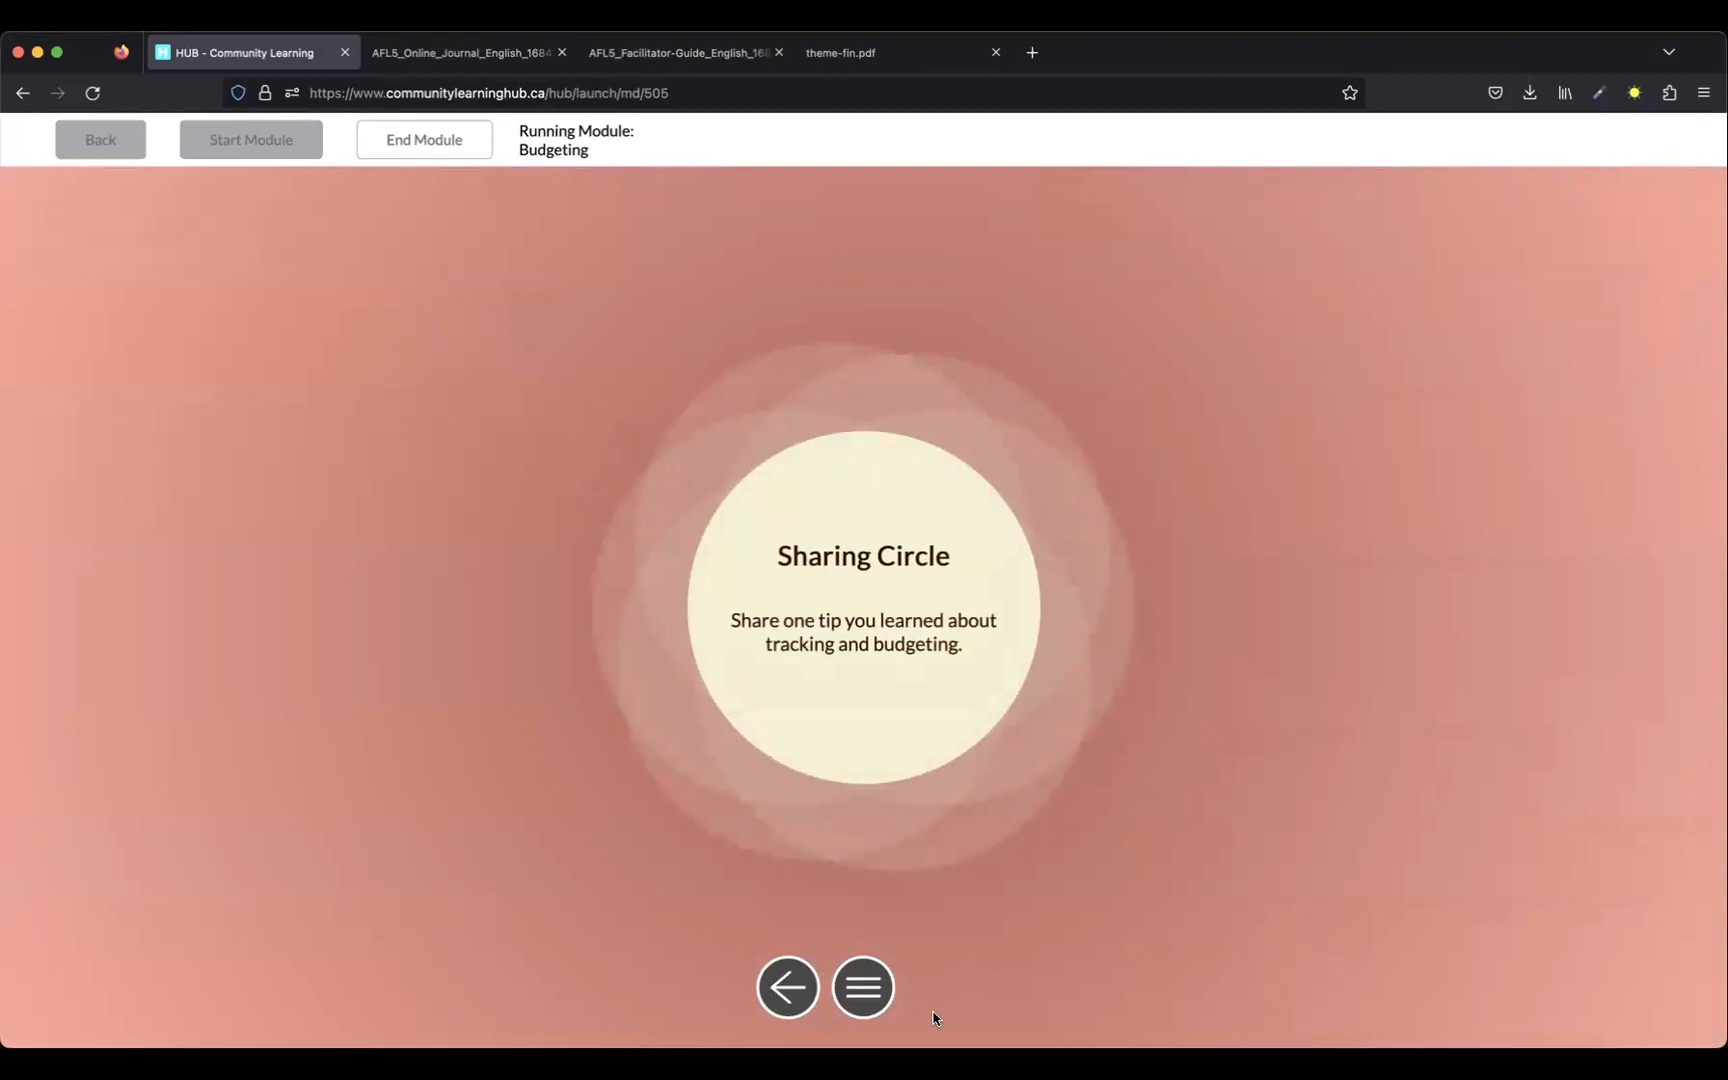 HUB - Community Learning
AFL5_Online_Journal_English_1684
AFL5_Facilitator-Guide_English_168
theme-fin.pdf
https://www.communitylearninghub.ca/hub/launch/md/505
Back
Start Module
End Module
Running Module:
Budgeting
Sharing Circle
Share one tip you learned about
tracking and budgeting.